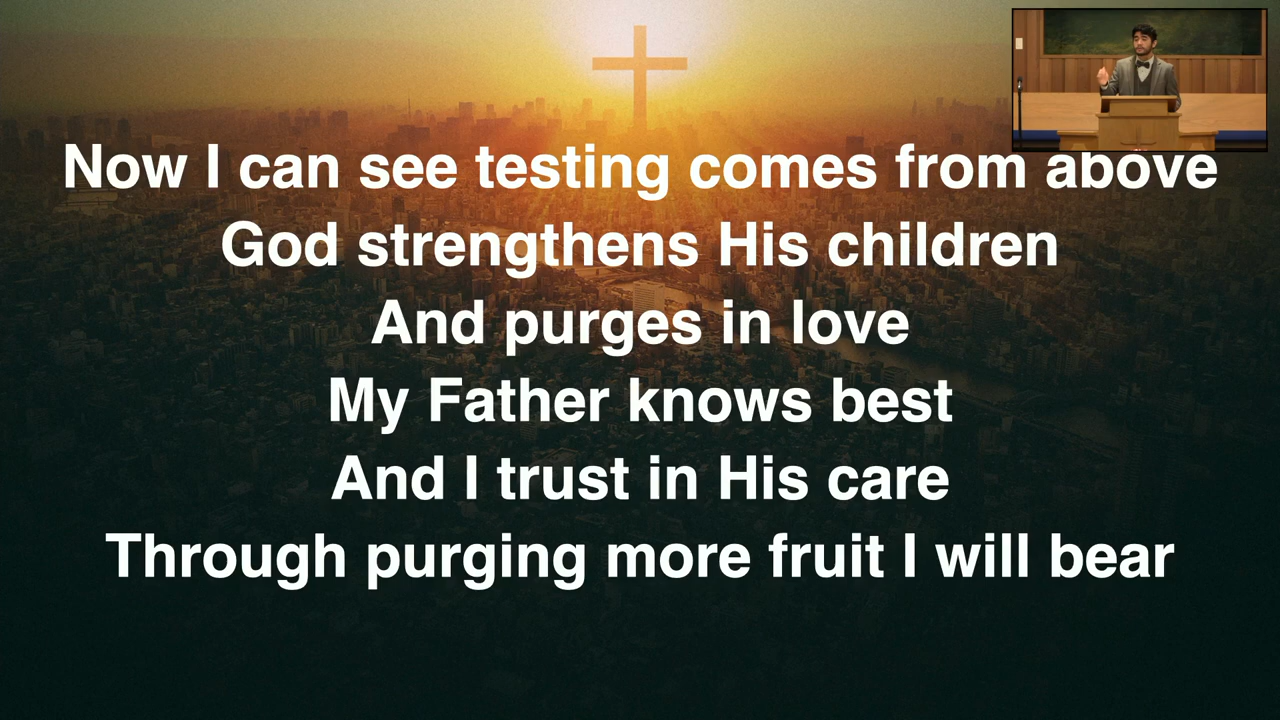 Now I can see testing comes from above
God strengthens His children
And purges in love
My Father knows best
And I trust in His care
Through purging more fruit I will bear